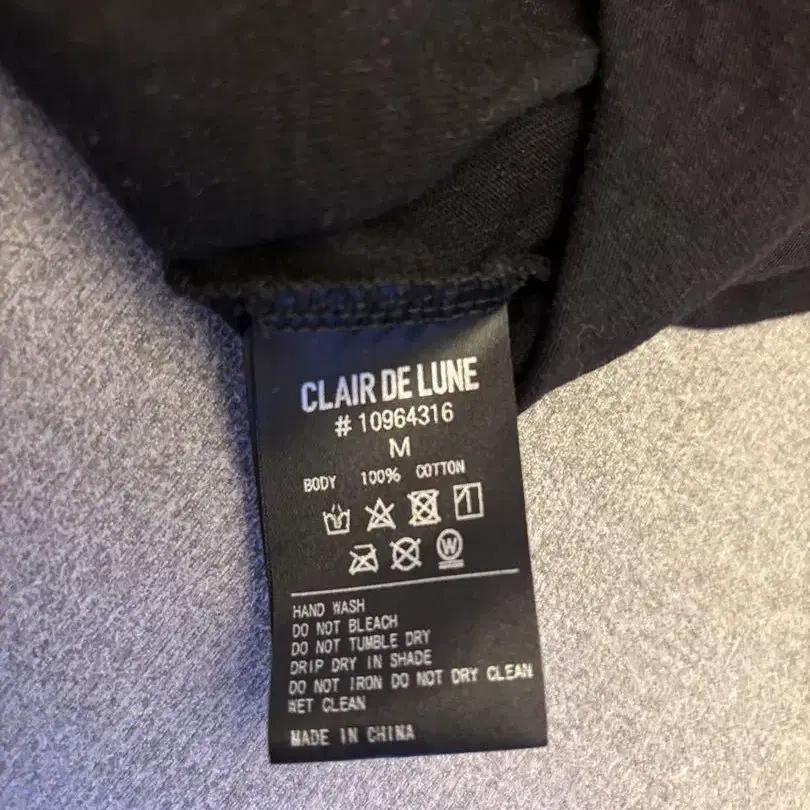 CLAIR DE LUNE
# 10964316
M
BODY 100% COTTON
W
HAND WASH
DO NOT BLEACH
DO NOT TUMBLE DRY
DRIP DRY IN SHADE
DO NOT IRON DO NOT DRY CLEAN
WET CLEAN
MADE IN CHINA